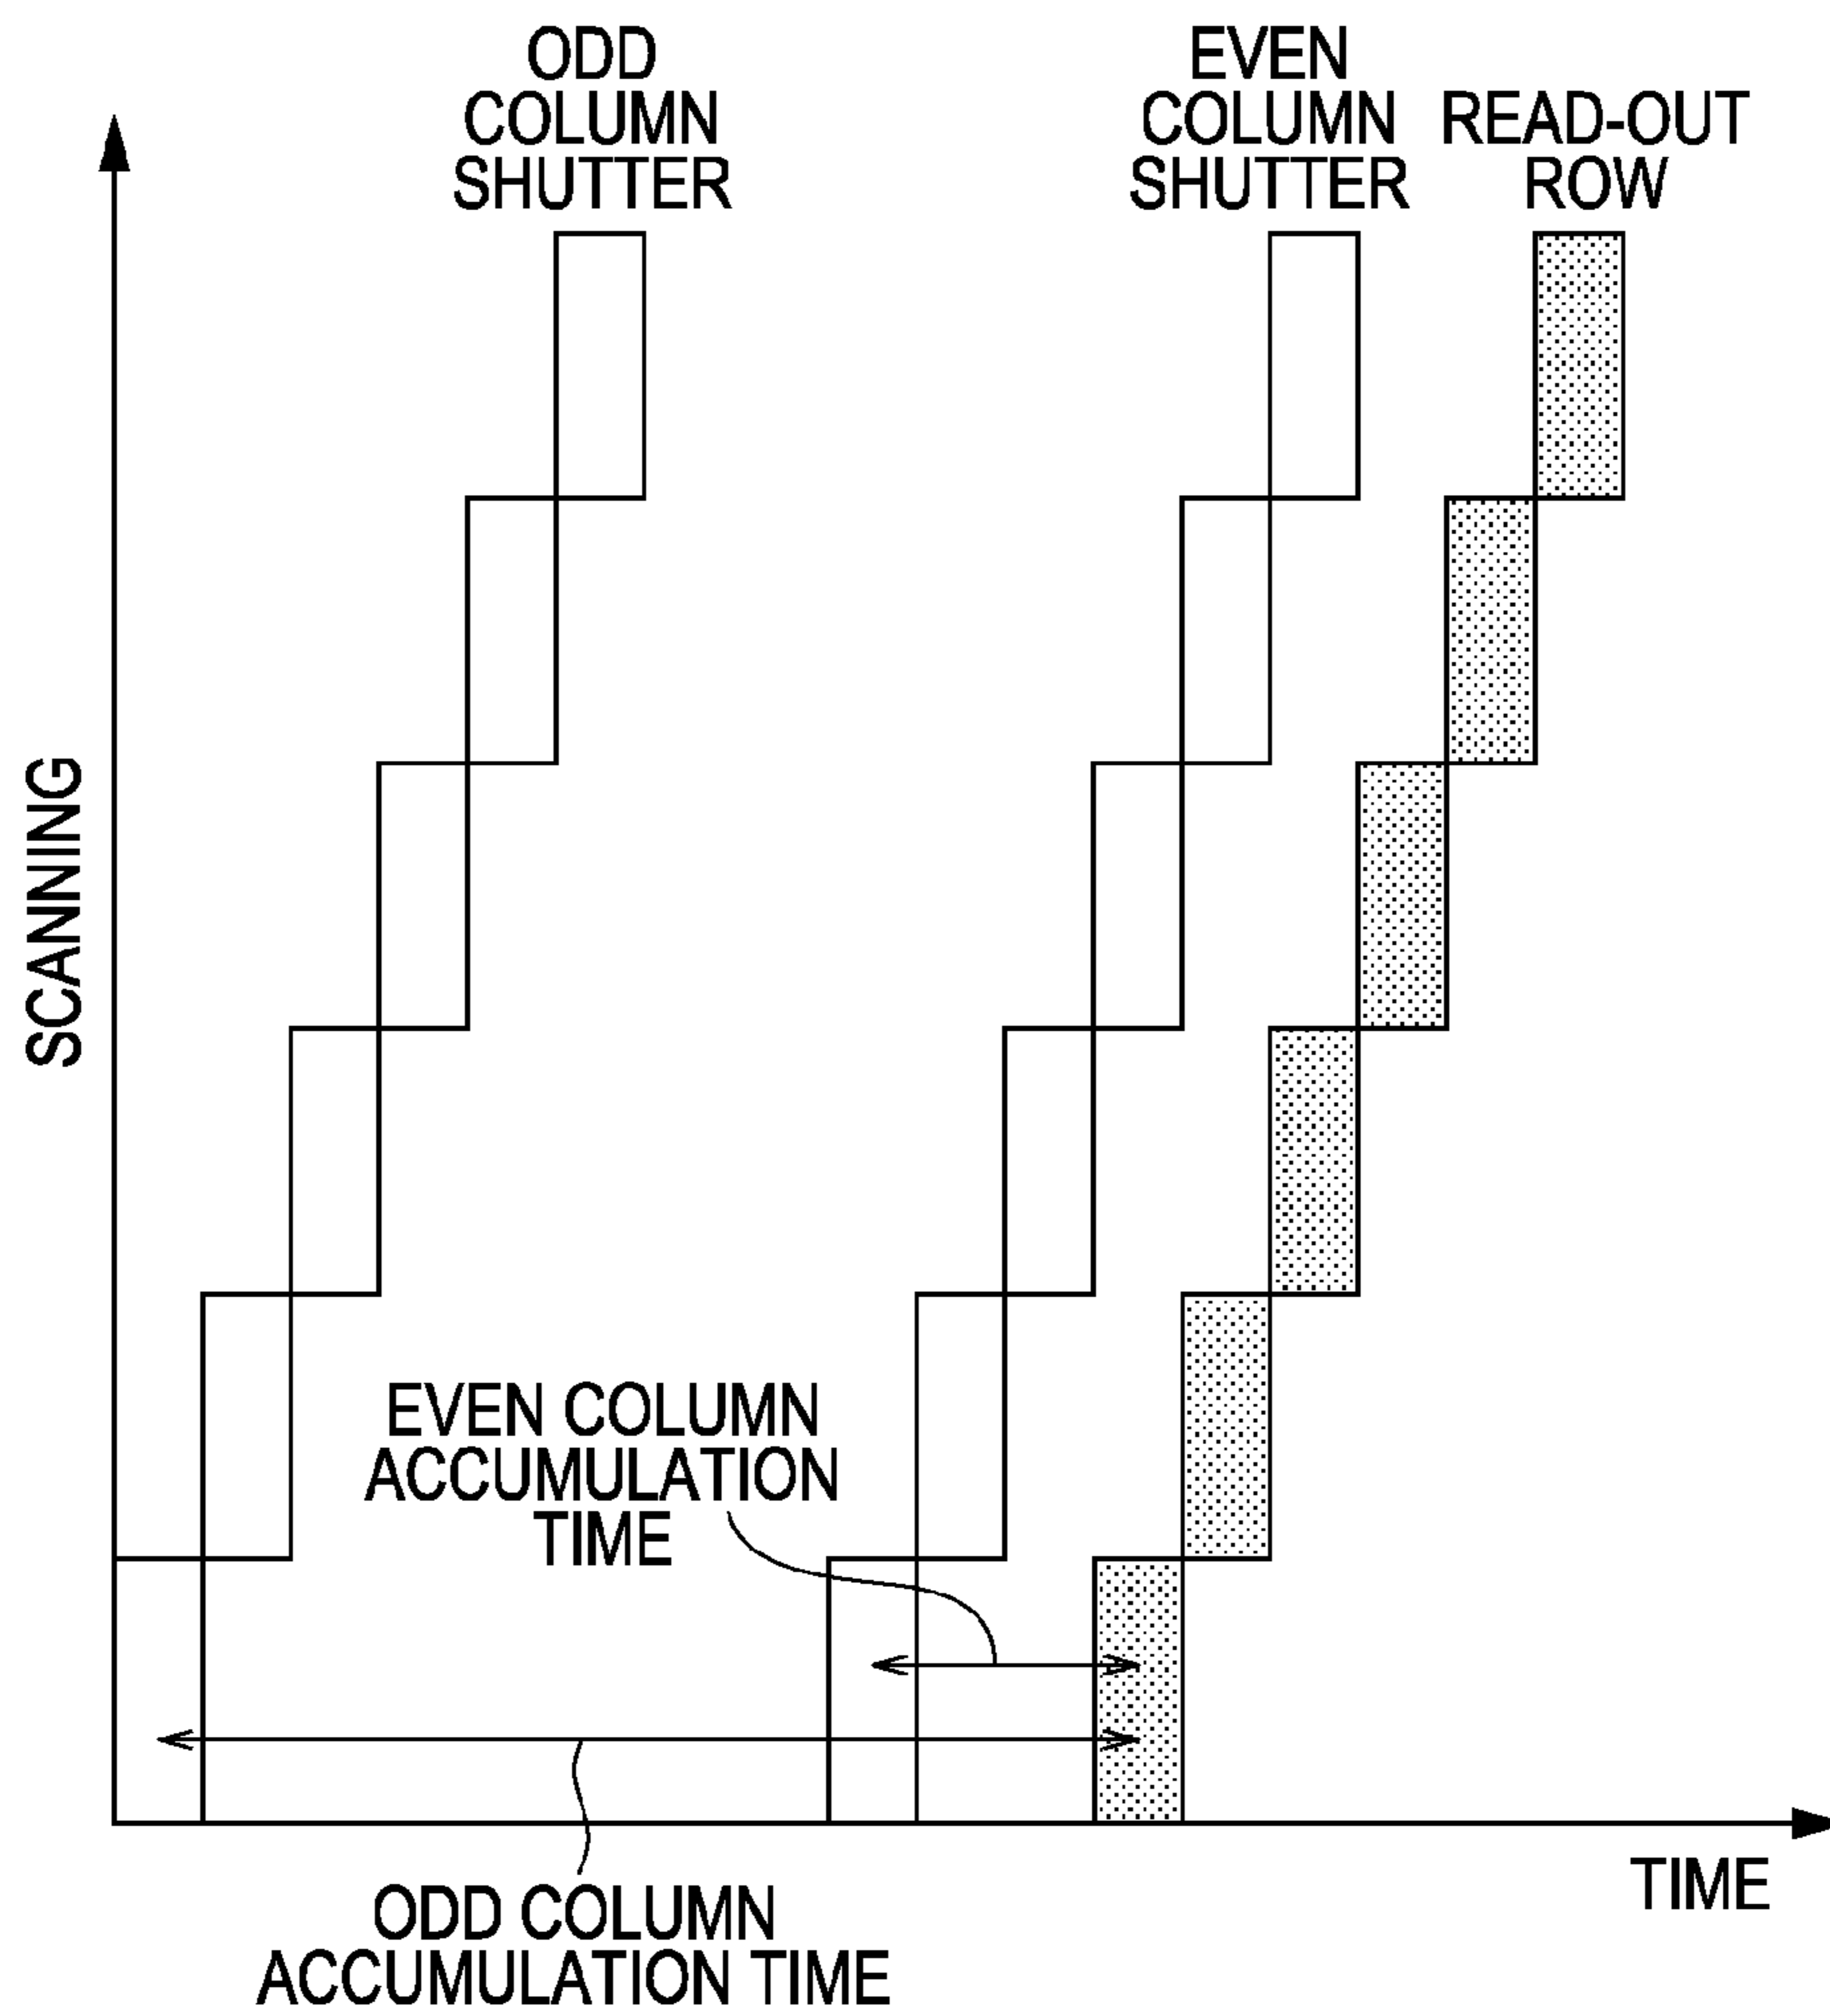 ODD
COLUMN
SHUTTER
EVEN
COLUMN
SHUTTER
READ-OUT
ROW
SCANNING
EVEN COLUMN
ACCUMULATION
TIME
TIME
ODD COLUMN
ACCUMULATION TIME